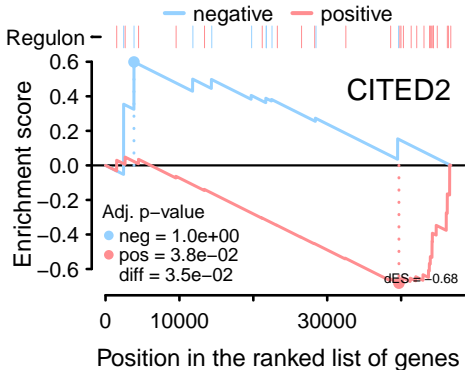 negative positive
Regulon
CITED2
Enrichment score
0.6
0.4
0.2
0.0
−0.2
−0.4
−0.6
Adj. p−value
neg = 1.0e+00
pos = 3.8e−02
diff = 3.5e−02
dES = −0.68
0 10000 30000
Position in the ranked list of genes